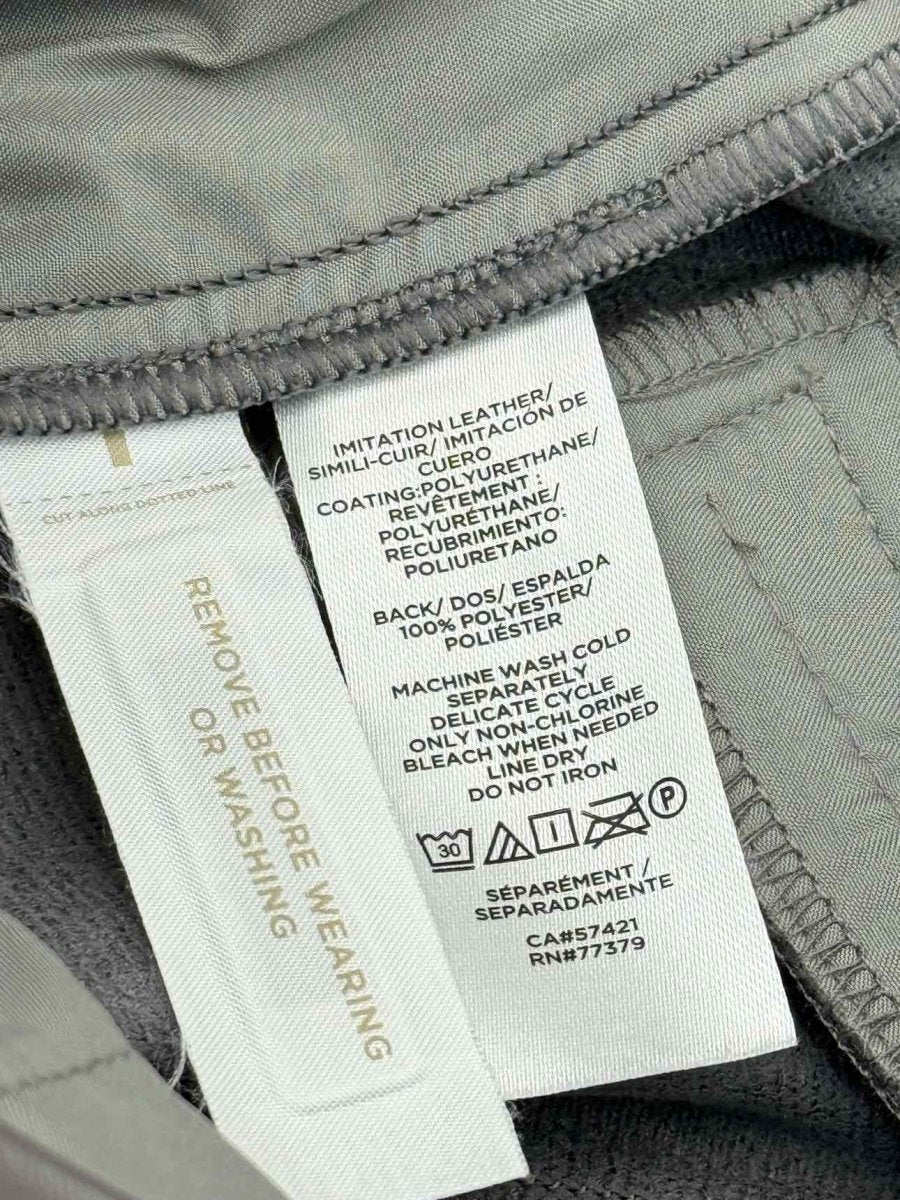 CUT ALONG DOTTED LINE
REMOVE BEFORE WEARING
OR WASHING
IMITATION LEATHER/
SIMILI-CUIR/ IMITACIÓN DE
CUERO
COATING:POLYURETHANE/
REVÊTEMENT :
POLYURÉTHANE/
RECUBRIMIENTO:
POLIURETANO
BACK/ DOS/ ESPALDA
100% POLYESTER/
POLIÉSTER
MACHINE WASH COLD
SEPARATELY
DELICATE CYCLE
ONLY NON-CHLORINE
BLEACH WHEN NEEDED
LINE DRY
DO NOT IRON
30 P
SÉPARÉMENT /
SEPARADAMENTE
CA#57421
RN#77379